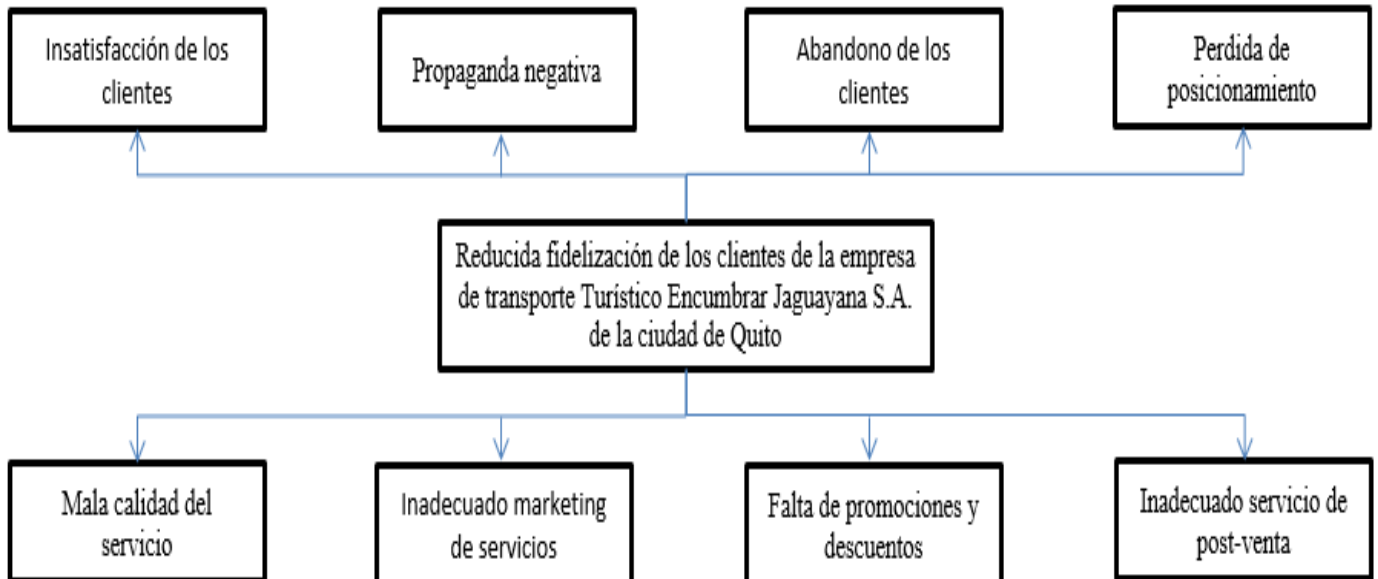 Insatisfacción de los
clientes
Propaganda negativa
Abandono de los
clientes
Perdida de
posicionamiento
Reducida fidelización de los clientes de la empresa
de transporte Turístico Encumbrar Jaguayana S.A.
de la ciudad de Quito
Mala calidad del
servicio
Inadecuado marketing
de servicios
Falta de promociones y
descuentos
Inadecuado servicio de
post-venta